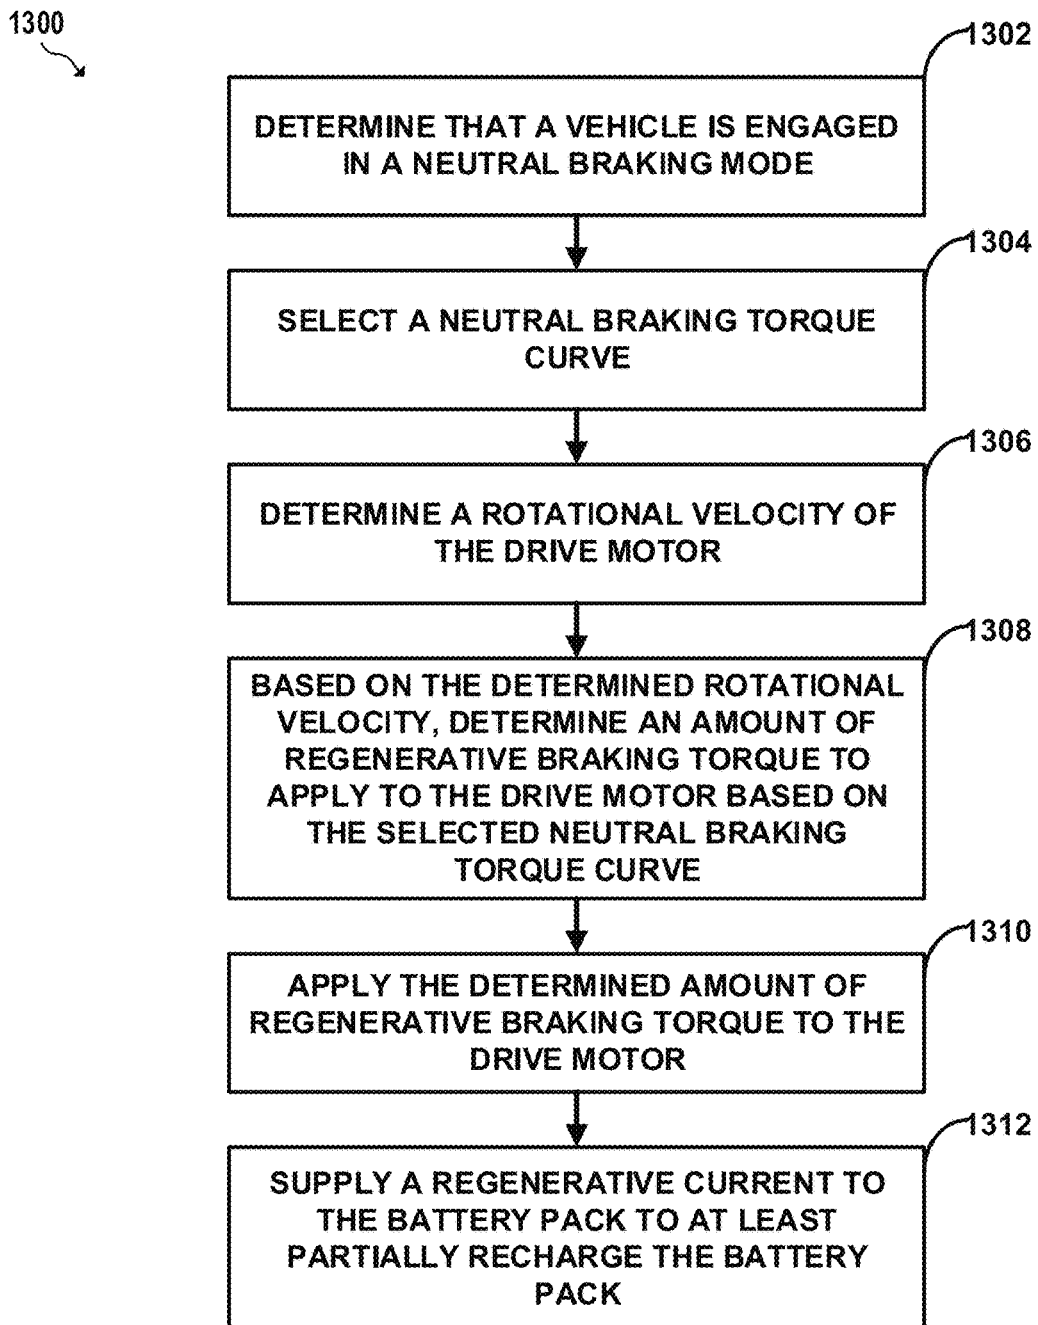 1300
1302
DETERMINE THAT A VEHICLE IS ENGAGED
IN A NEUTRAL BRAKING MODE
1304
SELECT A NEUTRAL BRAKING TORQUE
CURVE
1306
DETERMINE A ROTATIONAL VELOCITY OF
THE DRIVE MOTOR
1308
BASED ON THE DETERMINED ROTATIONAL
VELOCITY, DETERMINE AN AMOUNT OF
REGENERATIVE BRAKING TORQUE TO
APPLY TO THE DRIVE MOTOR BASED ON
THE SELECTED NEUTRAL BRAKING
TORQUE CURVE
1310
APPLY THE DETERMINED AMOUNT OF
REGENERATIVE BRAKING TORQUE TO THE
DRIVE MOTOR
1312
SUPPLY A REGENERATIVE CURRENT TO
THE BATTERY PACK TO AT LEAST
PARTIALLY RECHARGE THE BATTERY
PACK